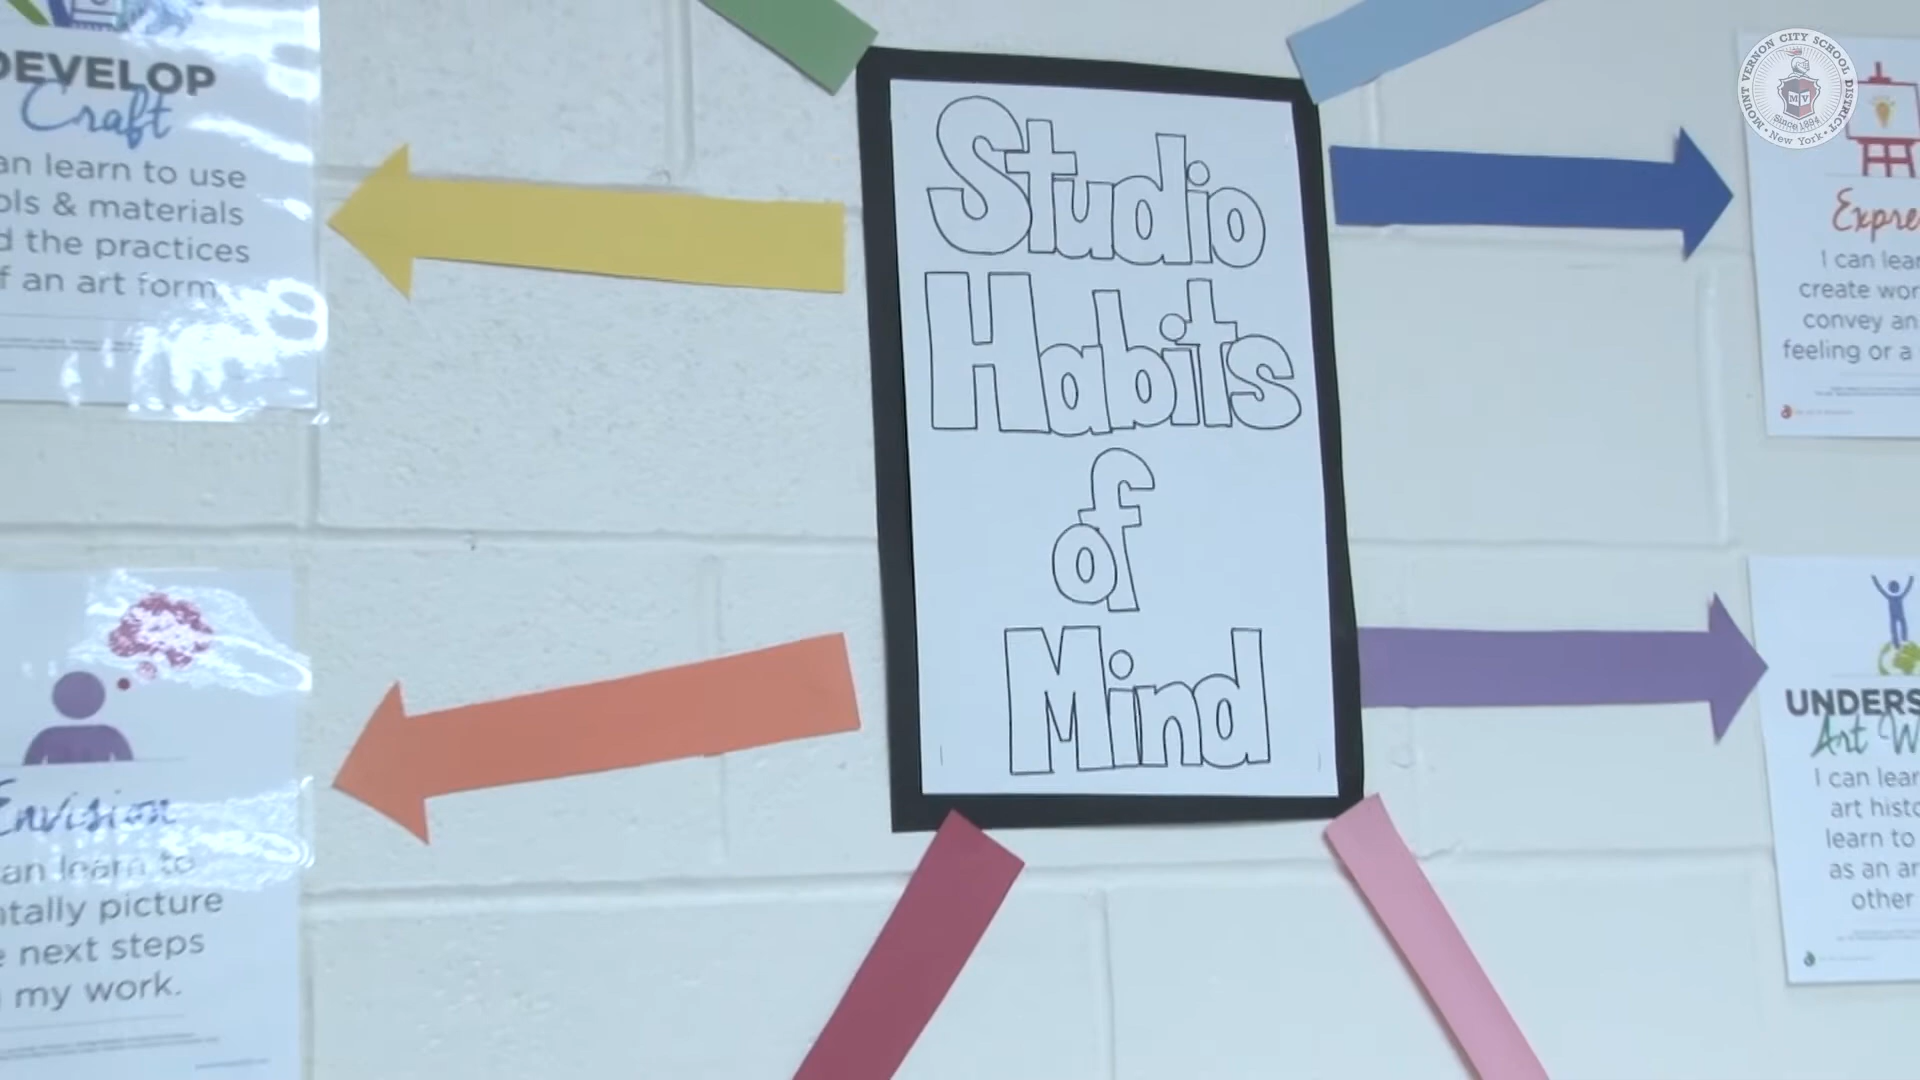 DEVELOP
Craft
an learn to use
ols & materials
d the practices
f an art form
Envision
an learn to
ntally picture
e next steps
my work.
Studio
Habits
of
Mind
Expre
I can lear
create wor
convey an
feeling or a
UNDERS
Art W
I can lear
art histo
learn to
as an ar
other
MOUNT VERNON CITY SCHOOL DISTRICT
MV
Since 1894
New York